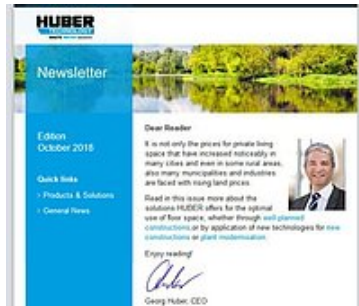 HUBER
TECHNOLOGY
WASTE WATER Solutions
Newsletter
Edition
October 2018
Quick links
› Products & Solutions
› General News
Dear Reader
It is not only the prices for private living
space that have increased noticeably in
many cities and even in some rural areas,
also many municipalities and industries
are faced with rising land prices.
Read in this issue more about the
solutions HUBER offers for the optimal
use of floor space, whether through well-planned
constructions or by application of new technologies for new
constructions or plant modernisation.
Enjoy reading!
Georg Huber, CEO